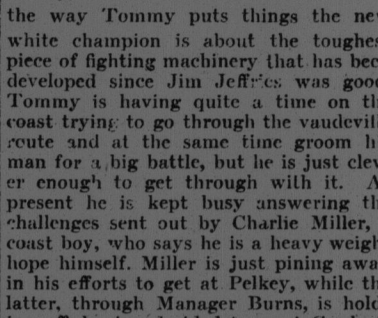 the way Tommy puts things the ne
white champion is about the toughe
piece of fighting machinery that has bee
developed since Jim Jeffries was goo
Tommy is having quite a time on th
coast trying to go through the vaudevil
route and at the same time groom h
man for a big battle, but he is just clev
er enough to get through with it. A
present he is kept busy answering th
challenges sent out by Charlie Miller,
coast boy, who says he is a heavy weigh
hope himself. Miller is just pining awa
in his efforts to get at Pelkey, while th
latter, through Manager Burns, is hold